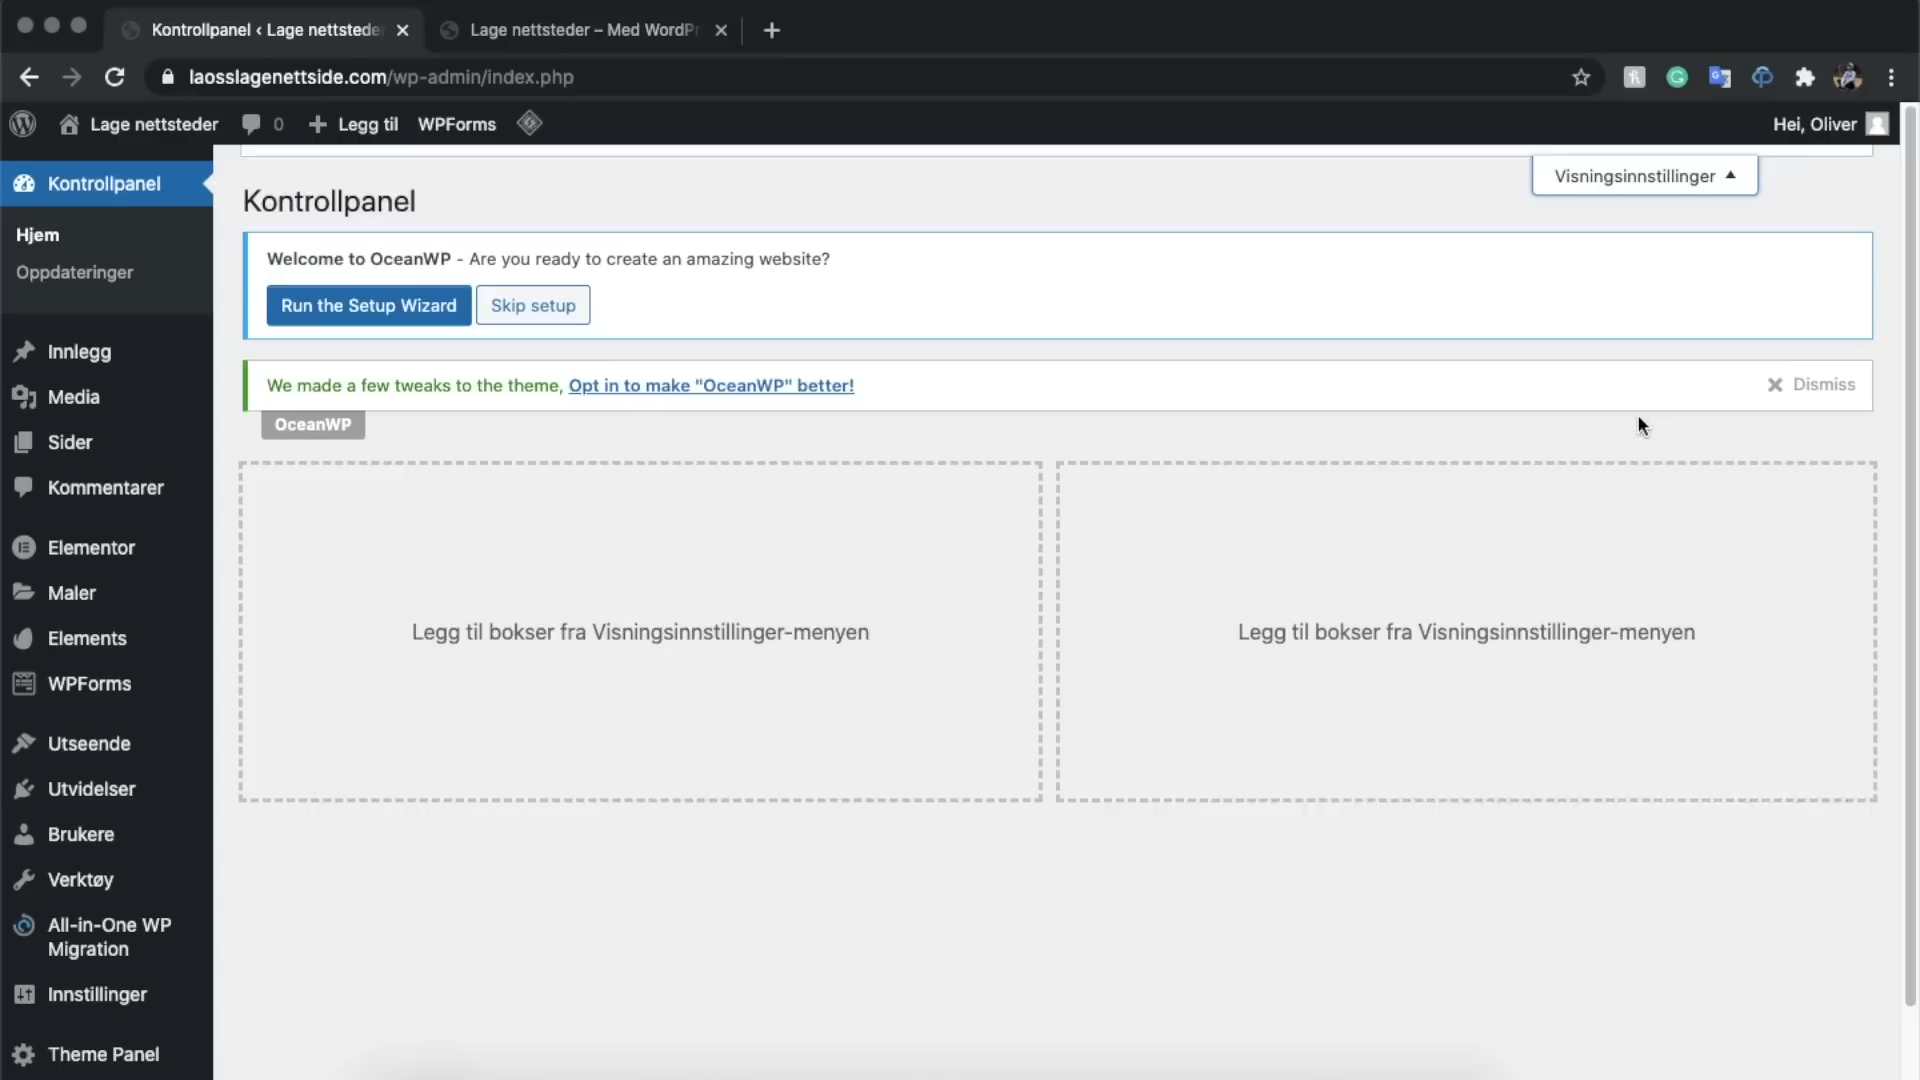 Kontrollpanel ‹ Lage nettstede
Lage nettsteder – Med WordPr
laosslagenettside.com/wp-admin/index.php
Lage nettsteder
0
Legg til
WPForms
Hei, Oliver
Kontrollpanel
Hjem
Oppdateringer
Innlegg
Media
Sider
Kommentarer
Elementor
Maler
Elements
WPForms
Utseende
Utvidelser
Brukere
Verktøy
All-in-One WP
Migration
Innstillinger
Theme Panel
Visningsinnstillinger
Kontrollpanel
Welcome to OceanWP - Are you ready to create an amazing website?
Run the Setup Wizard
Skip setup
We made a few tweaks to the theme, Opt in to make "OceanWP" better!
Dismiss
OceanWP
Legg til bokser fra Visningsinnstillinger-menyen
Legg til bokser fra Visningsinnstillinger-menyen